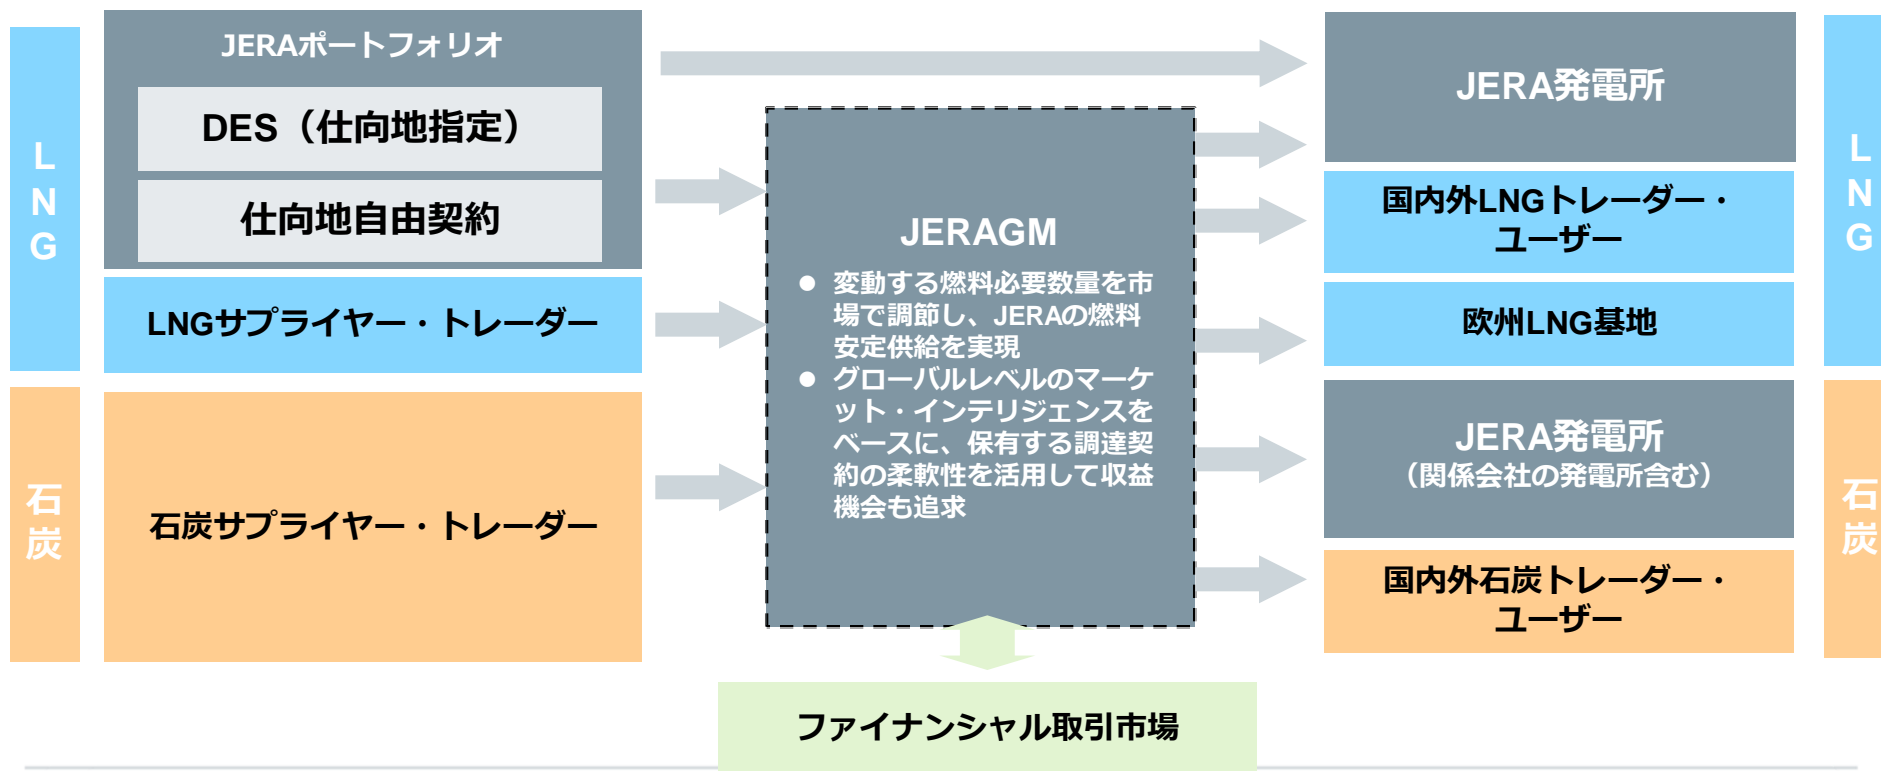 LNG
JERAポートフォリオ
DES（仕向地指定）
仕向地自由契約
LNGサプライヤー・トレーダー
石炭
石炭サプライヤー・トレーダー
JERAGM
● 変動する燃料必要数量を市
場で調節し、JERAの燃料
安定供給を実現
● グローバルレベルのマーケ
ット・インテリジェンスを
ベースに、保有する調達契
約の柔軟性を活用して収益
機会も追求
ファイナンシャル取引市場
JERA発電所
国内外LNGトレーダー・
ユーザー
欧州LNG基地
LNG
JERA発電所
（関係会社の発電所含む）
国内外石炭トレーダー・
ユーザー
石炭